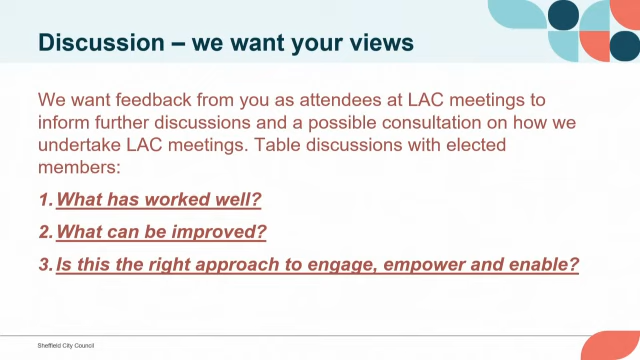 Discussion – we want your views
We want feedback from you as attendees at LAC meetings to
inform further discussions and a possible consultation on how we
undertake LAC meetings. Table discussions with elected
members:
1. What has worked well?
2. What can be improved?
3. Is this the right approach to engage, empower and enable?
Sheffield City Council